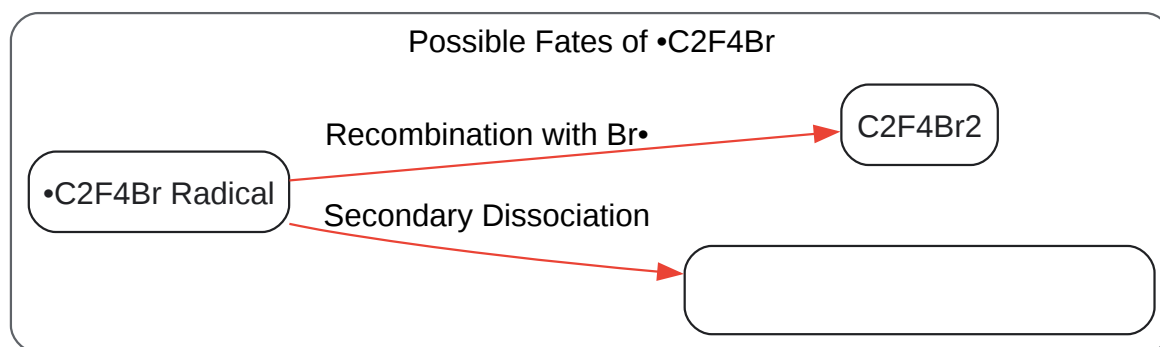 Possible Fates of •C2F4Br
Recombination with Br•
C2F4Br2
•C2F4Br Radical
Secondary Dissociation